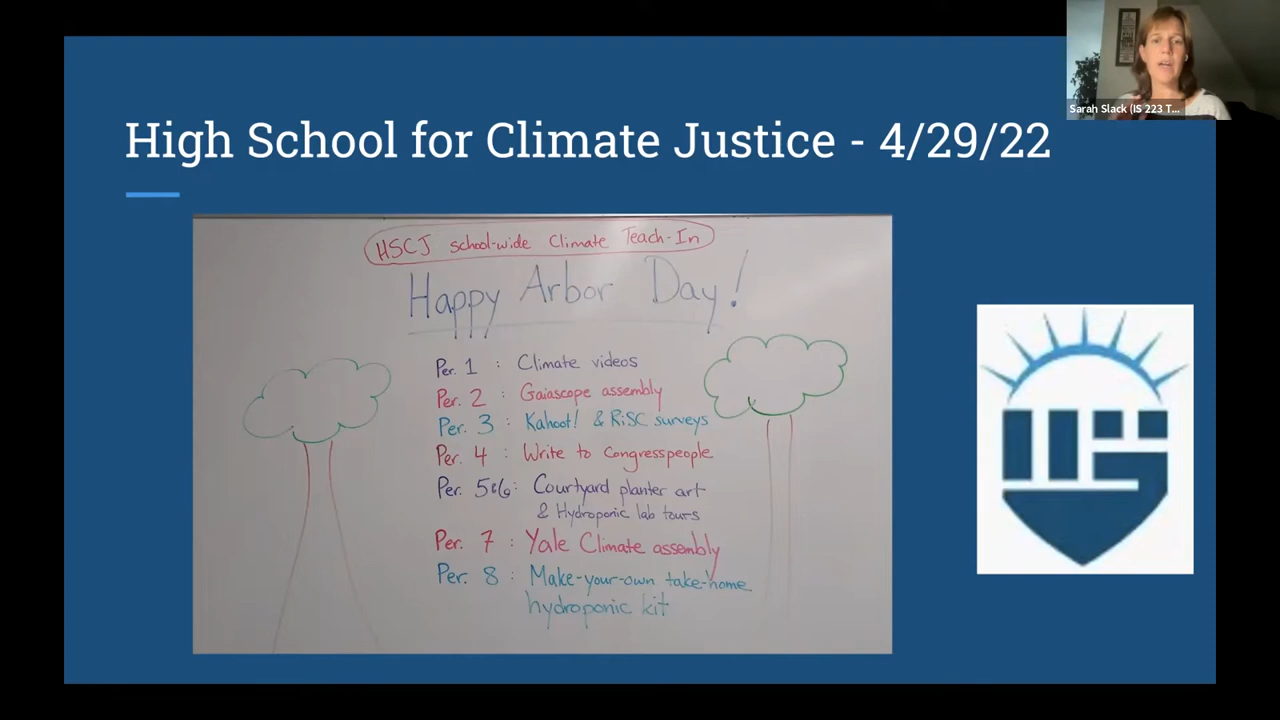 Sarah Slack (IS 223 T...
High School for Climate Justice - 4/29/22
HSCJ school-wide Climate Teach-In
Happy Arbor Day!
Per. 1 : Climate videos
Per. 2 : Gaiascope assembly
Per. 3 : Kahoot! & RiSC surveys
Per. 4 : Write to Congresspeople
Per. 5&6: Courtyard planter art
& Hydroponic lab tours
Per. 7 : Yale Climate assembly
Per. 8 : Make-your-own take-home
hydroponic kit